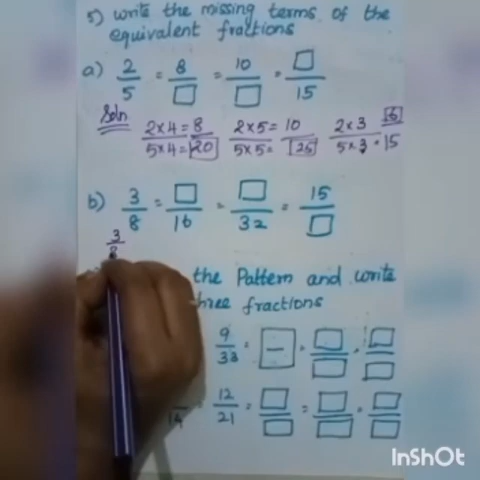 5) write the missing terms of the
equivalent fractions
a) 2/5 = 8/□ = 10/□ = □/15
Soln 2×4=8/5×4=20 2×5=10/5×5=25 2×3 6/5×3=15
b) 3/8 = □/16 = □/32 = 15/□
3/8
the Pattern and write
three fractions
9/33 = □ = □/□ = □/□
14 = 12/21 = □/□ = □/□ = □/□
InShOt